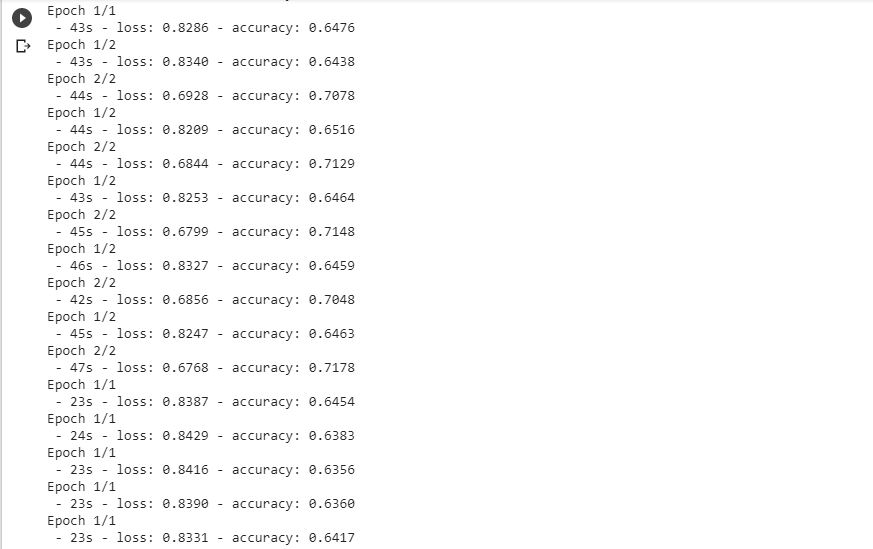 Epoch 1/1
- 43s - loss: 0.8286 - accuracy: 0.6476
Epoch 1/2
- 43s - loss: 0.8340 - accuracy: 0.6438
Epoch 2/2
- 44s - loss: 0.6928 - accuracy: 0.7078
Epoch 1/2
- 44s - loss: 0.8209 - accuracy: 0.6516
Epoch 2/2
- 44s - loss: 0.6844 - accuracy: 0.7129
Epoch 1/2
- 43s - loss: 0.8253 - accuracy: 0.6464
Epoch 2/2
- 45s - loss: 0.6799 - accuracy: 0.7148
Epoch 1/2
- 46s - loss: 0.8327 - accuracy: 0.6459
Epoch 2/2
- 42s - loss: 0.6856 - accuracy: 0.7048
Epoch 1/2
- 45s - loss: 0.8247 - accuracy: 0.6463
Epoch 2/2
- 47s - loss: 0.6768 - accuracy: 0.7178
Epoch 1/1
- 23s - loss: 0.8387 - accuracy: 0.6454
Epoch 1/1
- 24s - loss: 0.8429 - accuracy: 0.6383
Epoch 1/1
- 23s - loss: 0.8416 - accuracy: 0.6356
Epoch 1/1
- 23s - loss: 0.8390 - accuracy: 0.6360
Epoch 1/1
- 23s - loss: 0.8331 - accuracy: 0.6417